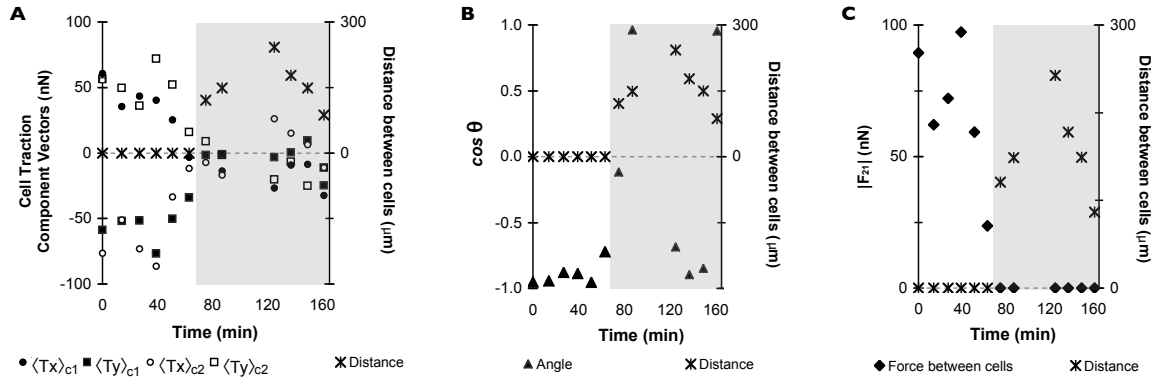 A
Cell Traction
Component Vectors (nN)
100
50
0
-50
-100
300
0
Distance between cells (μm)
0
40
80
120
160
Time (min)
⟨Tx⟩c1 ⟨Ty⟩c1 ⟨Tx⟩c2 ⟨Ty⟩c2 Distance
B
cos θ
1.0
0.5
0.0
-0.5
-1.0
300
0
Distance between cells (μm)
0
40
80
120
160
Time (min)
Angle Distance
C
|F21| (nN)
100
50
0
300
0
Distance between cells (μm)
0
40
80
120
160
Time (min)
Force between cells Distance